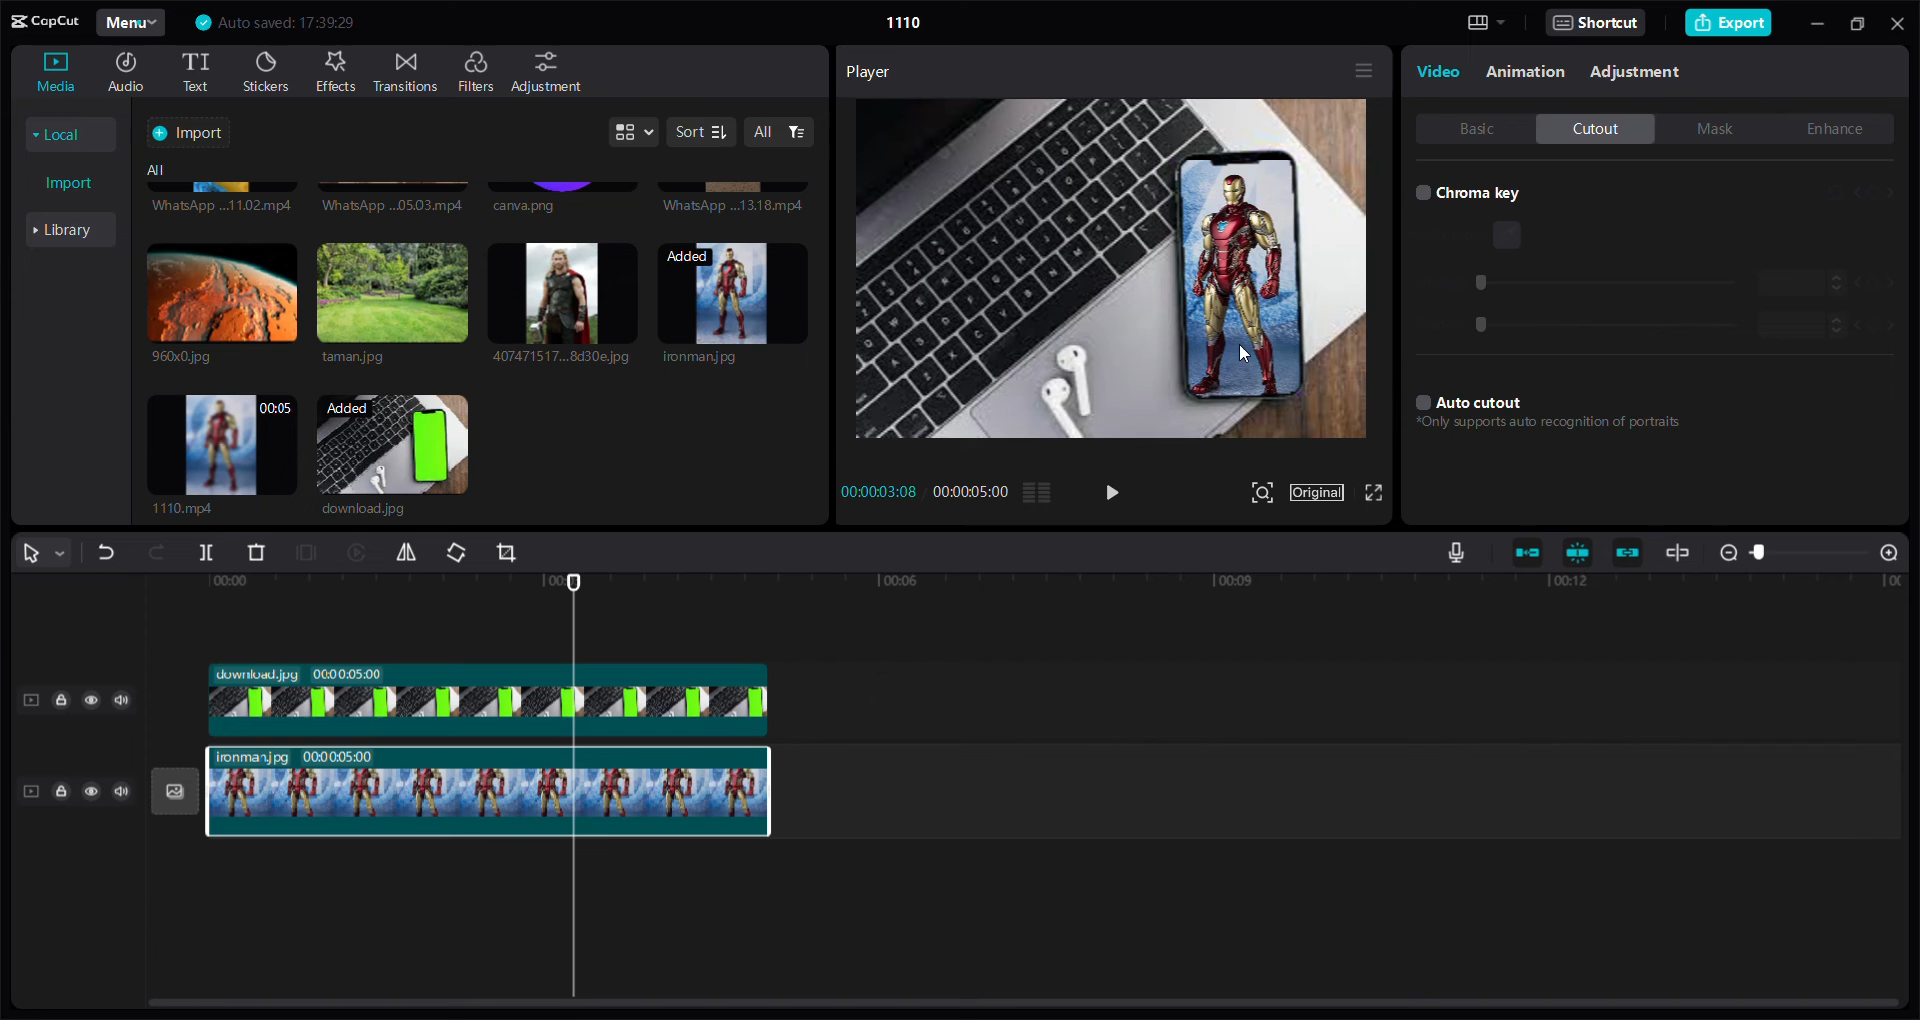 CapCut
Menu
Auto saved: 17:39:29
1110
Shortcut
Export
Media
Audio
Text
Stickers
Effects
Transitions
Filters
Adjustment
Player
Video
Animation
Adjustment
Local
Import
Library
Import
Sort
All
All
WhatsApp ...11.02.mp4
WhatsApp ...05.03.mp4
canva.png
WhatsApp ...13.18.mp4
Added
960x0.jpg
taman.jpg
407471517...8d30e.jpg
ironman.jpg
00:05
Added
1110.mp4
download.jpg
00:00:03:08
00:00:05:00
Original
Basic
Cutout
Mask
Enhance
Chroma key
Auto cutout
*Only supports auto recognition of portraits
00:00
00:06
00:09
00:12
download.jpg 00:00:05:00
ironman.jpg 00:00:05:00